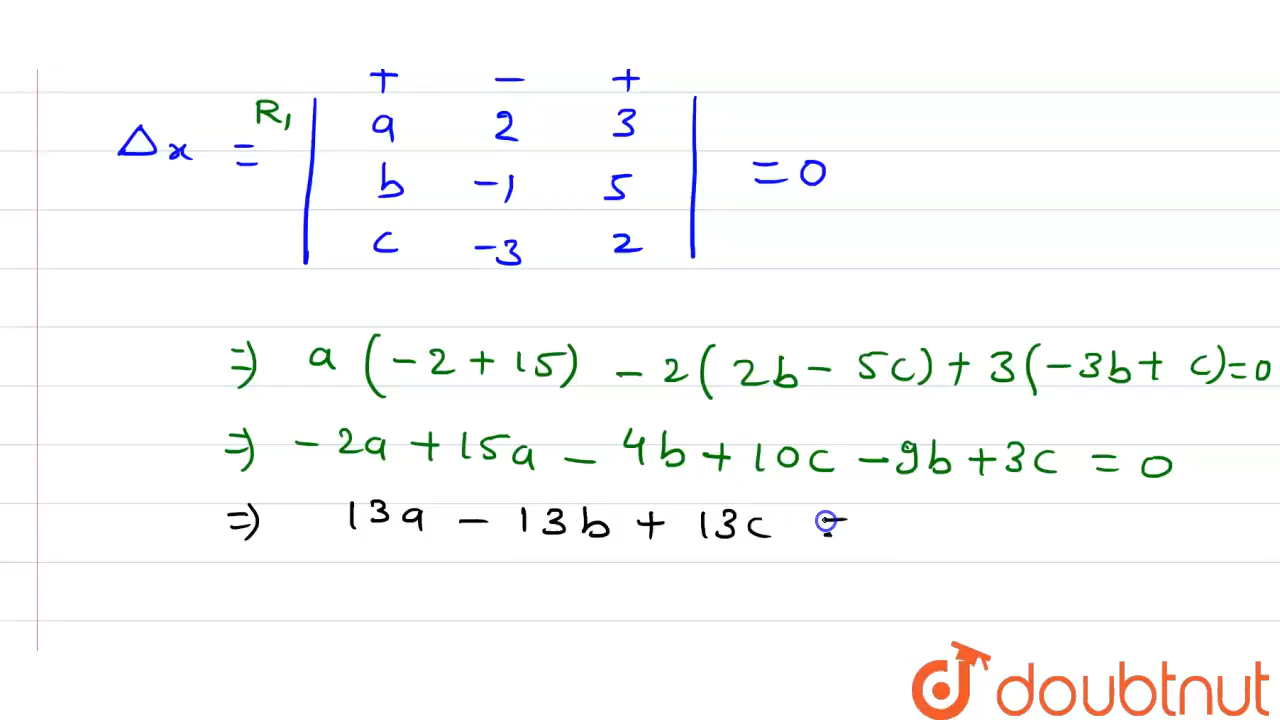 + − +
R₁ | a 2 3 |
Δx = | b -1 5 | = 0
| c -3 2 |
⇒ a(-2+15) - 2(2b-5c) + 3(-3b+c)=0
⇒ -2a+15a-4b+10c-9b+3c=0
⇒ 13a-13b+13c =
doubtnut